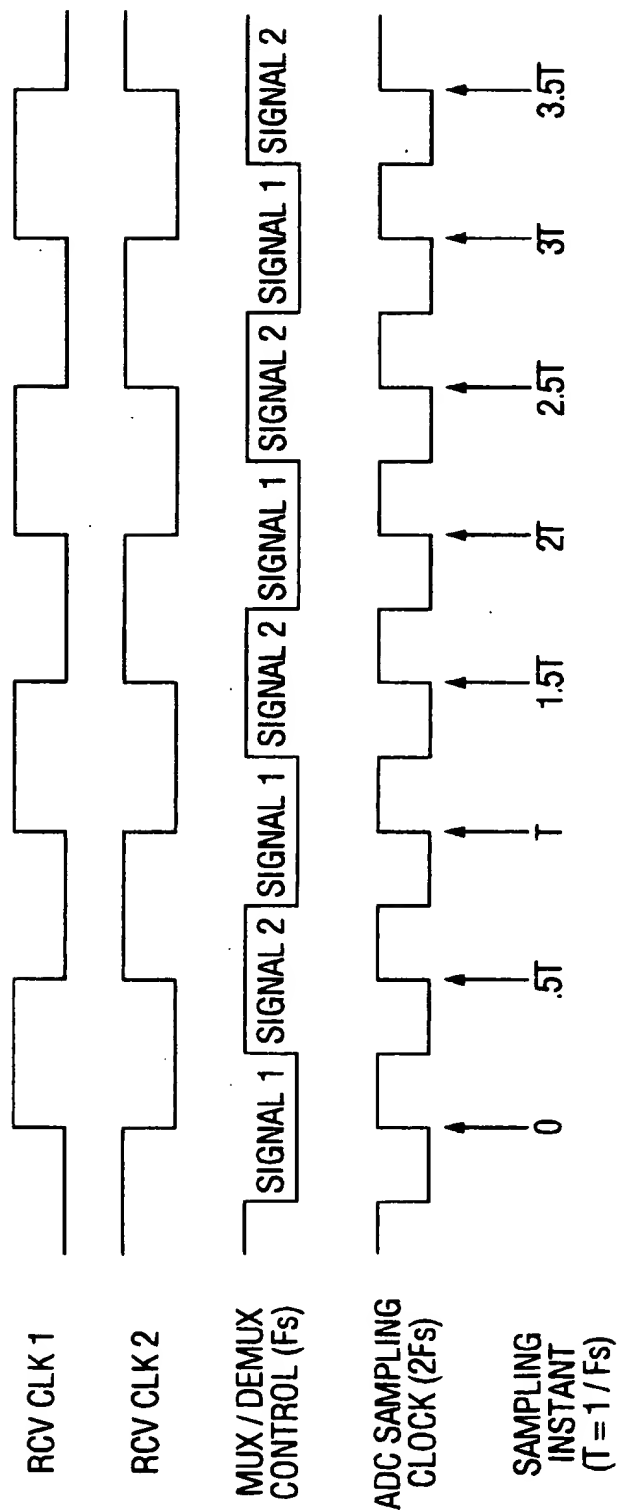 RCV CLK 1
RCV CLK 2
MUX / DEMUX
CONTROL (Fs)
SIGNAL 1
SIGNAL 2
SIGNAL 1
SIGNAL 2
SIGNAL 1
SIGNAL 2
SIGNAL 1
SIGNAL 2
ADC SAMPLING
CLOCK (2Fs)
SAMPLING
INSTANT
(T = 1 / Fs)
0
.5T
T
1.5T
2T
2.5T
3T
3.5T